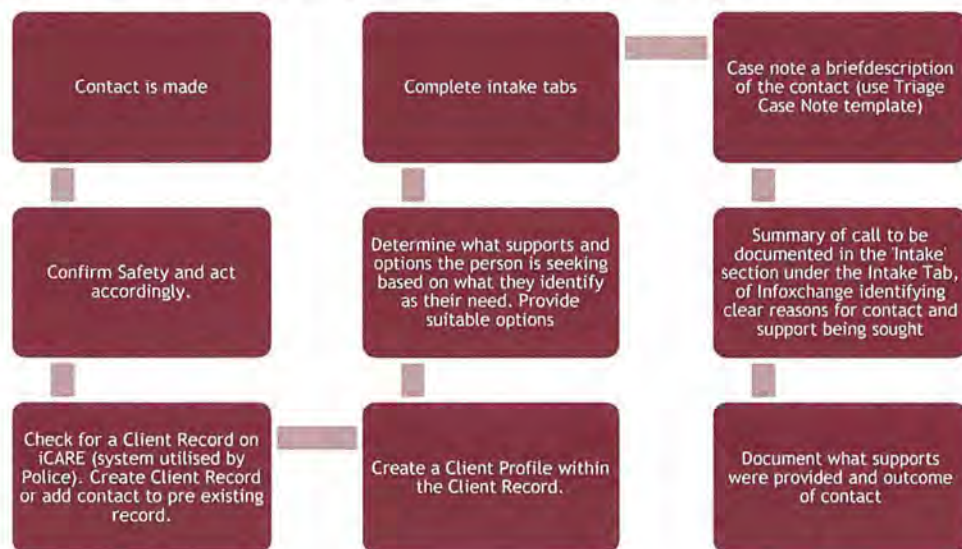 Contact is made
Confirm Safety and act
accordingly.
Check for a Client Record on
iCARE (system utilised by
Police). Create Client Record
or add contact to pre existing
record.
Create a Client Profile within
the Client Record.
Determine what supports and
options the person is seeking
based on what they identify
as their need. Provide
suitable options
Complete intake tabs
Case note a briefdescription
of the contact (use Triage
Case Note template)
Summary of call to be
documented in the 'Intake'
section under the Intake Tab,
of Infoxchange identifying
clear reasons for contact and
support being sought
Document what supports
were provided and outcome
of contact